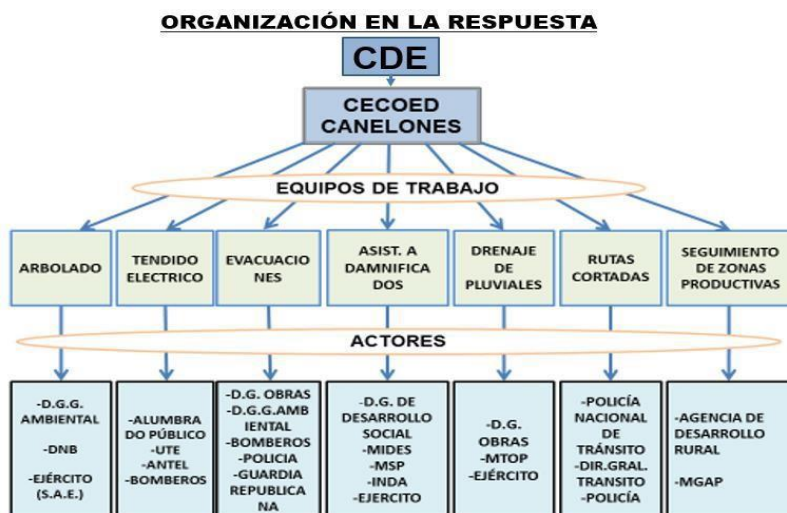 ORGANIZACIÓN EN LA RESPUESTA
CDE
CECOED
CANELONES
EQUIPOS DE TRABAJO
ARBOLADO
TENDIDO
ELECTRICO
EVACUACIO
NES
ASIST. A
DAMNIFICA
DOS
DRENAJE
DE
PLUVIALES
RUTAS
CORTADAS
SEGUIMIENTO
DE ZONAS
PRODUCTIVAS
ACTORES
-D.G.G.
AMBIENTAL
-DNB
-EJÉRCITO
(S.A.E.)
-ALUMBRA
DO PÚBLICO
-UTE
-ANTEL
-BOMBEROS
-D.G. OBRAS
-D.G.G.AMB
IENTAL
-BOMBEROS
-POLICIA
-GUARDIA
REPUBLICA
NA
-D.G. DE
DESARROLLO
SOCIAL
-MIDES
-MSP
-INDA
-EJERCITO
-D.G.
OBRAS
-MTOP
-EJÉRCITO
-POLICÍA
NACIONAL
DE
TRÁNSITO
-DIR.GRAL.
TRANSITO
-POLICÍA
-AGENCIA DE
DESARROLLO
RURAL
-MGAP